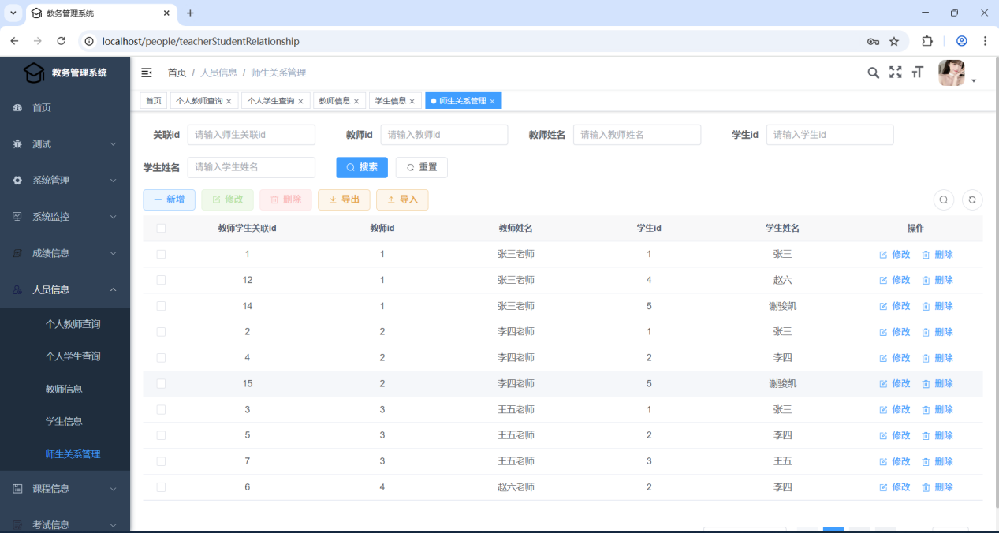 教务管理系统
localhost/people/teacherStudentRelationship
教务管理系统
首页 / 人员信息 / 师生关系管理
首页 个人教师查询 个人学生查询 教师信息 学生信息 师生关系管理
首页
测试
系统管理
系统监控
成绩信息
人员信息
个人教师查询
个人学生查询
教师信息
学生信息
师生关系管理
课程信息
考试信息
关联id 请输入师生关联id 教师id 请输入教师id 教师姓名 请输入教师姓名 学生id 请输入学生id
学生姓名 请输入学生姓名 搜索 重置
新增 修改 删除 导出 导入
教师学生关联id 教师id 教师姓名 学生id 学生姓名 操作
1 1 张三老师 1 张三 修改 删除
12 1 张三老师 4 赵六 修改 删除
14 1 张三老师 5 谢骏凯 修改 删除
2 2 李四老师 1 张三 修改 删除
4 2 李四老师 2 李四 修改 删除
15 2 李四老师 5 谢骏凯 修改 删除
3 3 王五老师 1 张三 修改 删除
5 3 王五老师 2 李四 修改 删除
7 3 王五老师 3 王五 修改 删除
6 4 赵六老师 2 李四 修改 删除